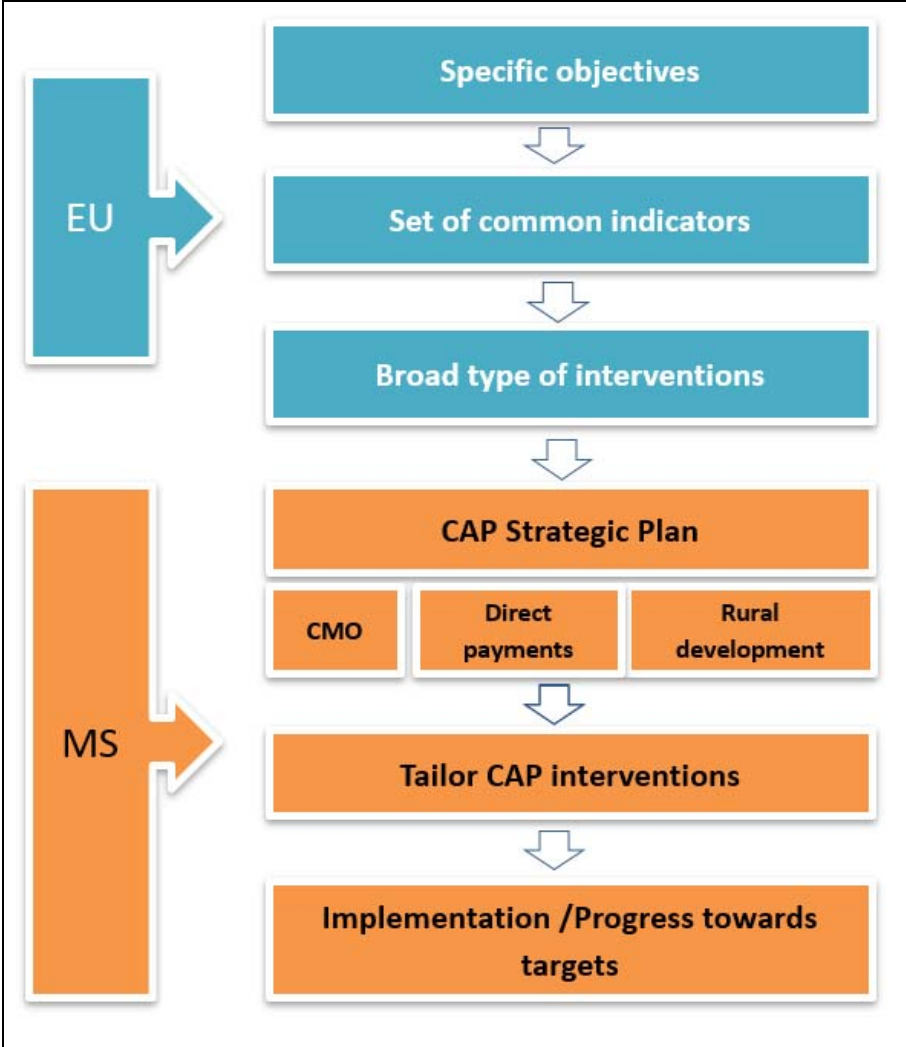 Specific objectives
EU
Set of common indicators
Broad type of interventions
CAP Strategic Plan
CMO
Direct
payments
Rural
development
MS
Tailor CAP interventions
Implementation /Progress towards
targets